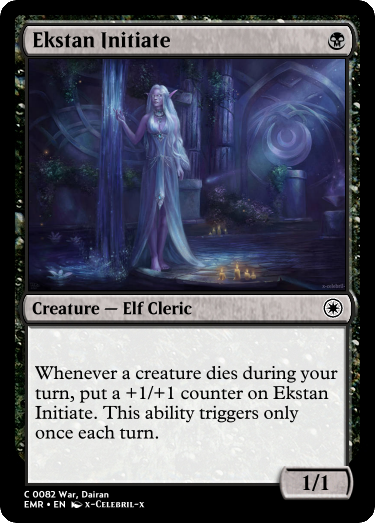 Ekstan Initiate
x-celebril-
Creature — Elf Cleric
Whenever a creature dies during your
turn, put a +1/+1 counter on Ekstan
Initiate. This ability triggers only
once each turn.
1/1
C 0082 War, Dairan
EMR • EN x-Celebril-x